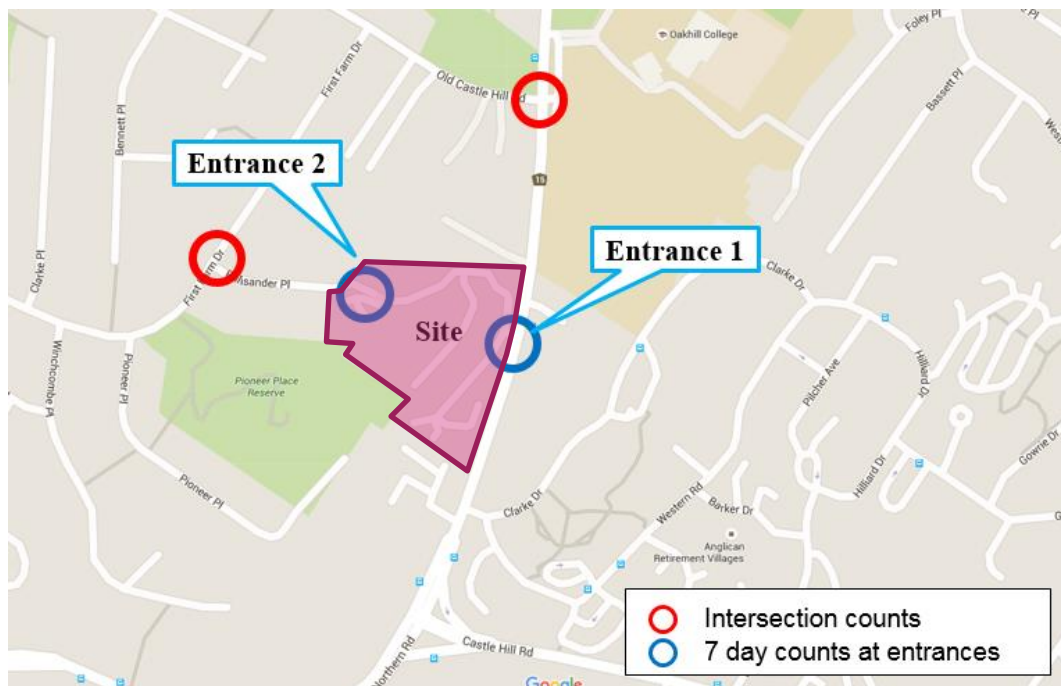 Foley Pl
Oakhill College
First Farm Dr
Old Castle Hill Rd
Bassett Pl
Bennett Pl
Entrance 2
15
Entrance 1
Clarke Pl
First Farm Dr
Clarke Dr
Site
Hilliard Dr
Pilcher Ave
Winchcombe Pl
Pioneer Pl
Pioneer Place
Reserve
Gowrie Dr
Hilliard Dr
Pioneer Pl
Clarke Dr
Western Rd
Barker Dr
Anglican
Retirement Villages
Intersection counts
7 day counts at entrances
Castle Hill Rd
Northern Rd
Google